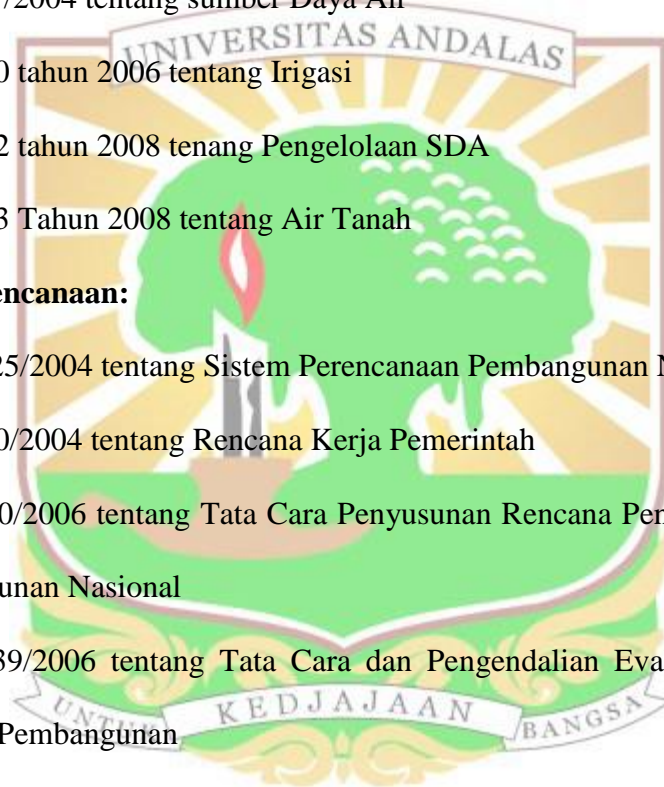 /2004 tentang sumber Daya Air
UNIVERSITAS ANDALAS
0 tahun 2006 tentang Irigasi
2 tahun 2008 tenang Pengelolaan SDA
3 Tahun 2008 tentang Air Tanah
encanaan:
25/2004 tentang Sistem Perencanaan Pembangunan N
0/2004 tentang Rencana Kerja Pemerintah
0/2006 tentang Tata Cara Penyusunan Rencana Pem
unan Nasional
39/2006 tentang Tata Cara dan Pengendalian Eva
Pembangunan
UNTUK KEDJAJAAN BANGSA